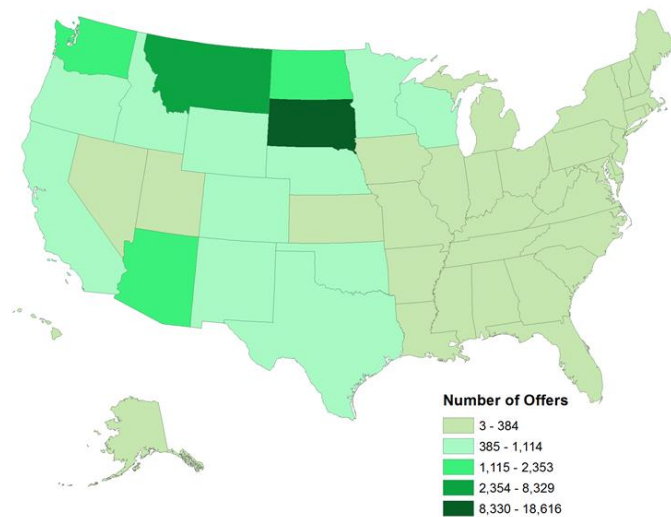 Number of Offers
3 - 384
385 - 1,114
1,115 - 2,353
2,354 - 8,329
8,330 - 18,616